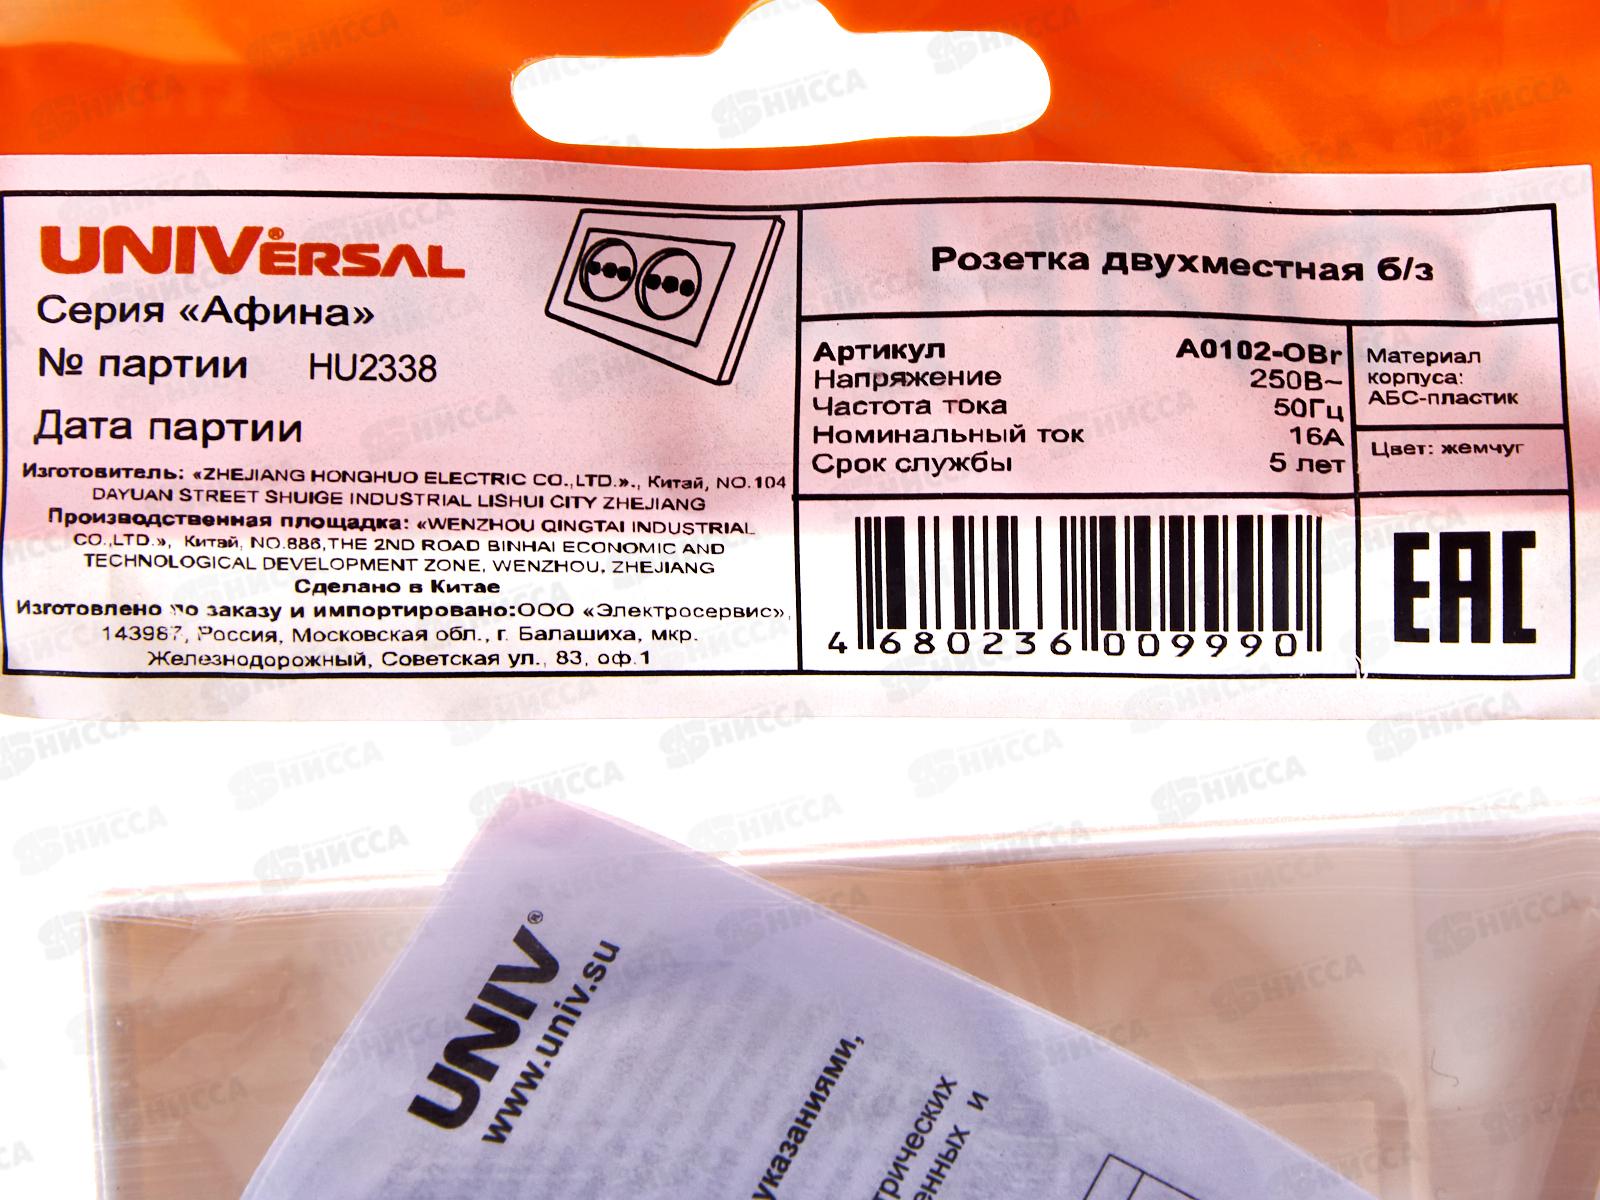 UNIVERSAL®
Серия «Афина»
№ партии HU2338
Дата партии
Изготовитель: «ZHEJIANG HONGHUO ELECTRIC CO.,LTD.»., Китай, NO.104
DAYUAN STREET SHUIGE INDUSTRIAL LISHUI CITY ZHEJIANG
Производственная площадка: «WENZHOU QINGTAI INDUSTRIAL
CO.,LTD.», Китай, NO.886,THE 2ND ROAD BINHAI ECONOMIC AND
TECHNOLOGICAL DEVELOPMENT ZONE, WENZHOU, ZHEJIANG
Сделано в Китае
Изготовлено по заказу и импортировано:ООО «Электросервис»,
143987, Россия, Московская обл., г. Балашиха, мкр.
Железнодорожный, Советская ул., 83, оф.1
Розетка двухместная б/з
Артикул A0102-OBr
Напряжение 250В~
Частота тока 50Гц
Номинальный ток 16А
Срок службы 5 лет
Материал
корпуса:
АБС-пластик
Цвет: жемчуг
4 680236 009990
EAC
UNIV®
www.univ.su
указаниями,
трических
енных и
НИССА